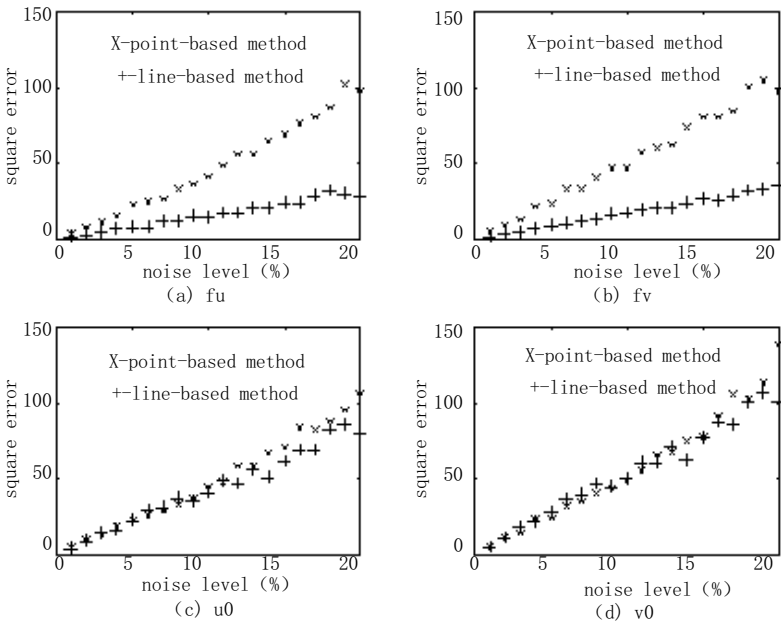 150
X-point-based method
+-line-based method
100
50
0
square error
0 5 10 15 20
noise level (%)
(a) fu
150
X-point-based method
+-line-based method
100
50
0
square error
0 5 10 15 20
noise level (%)
(b) fv
150
X-point-based method
+-line-based method
100
50
0
square error
0 5 10 15 20
noise level (%)
(c) u0
150
X-point-based method
+-line-based method
100
50
0
square error
0 5 10 15 20
noise level (%)
(d) v0